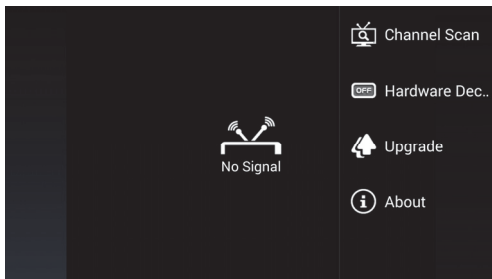 Channel Scan
OFF Hardware Dec..
Upgrade
No Signal
About